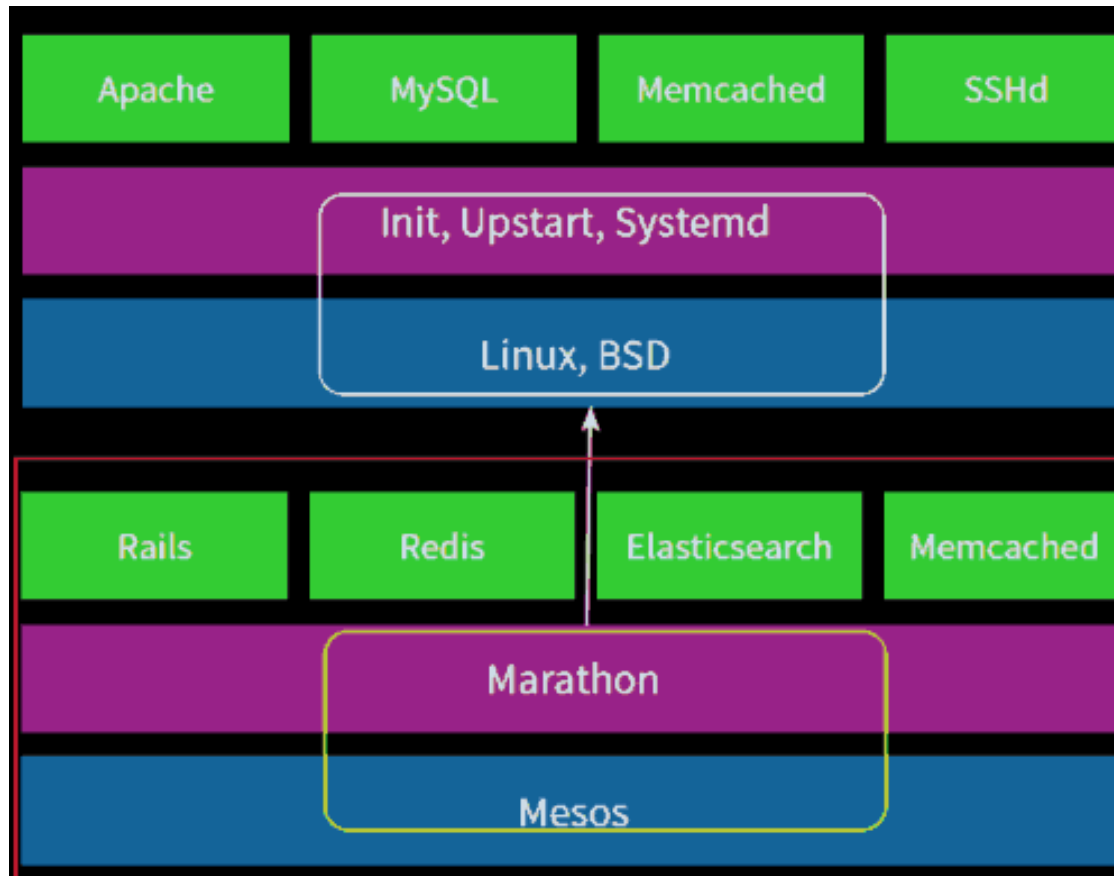 Apache MySQL Memcached SSHd
Init, Upstart, Systemd
Linux, BSD
Rails Redis Elasticsearch Memcached
Marathon
Mesos